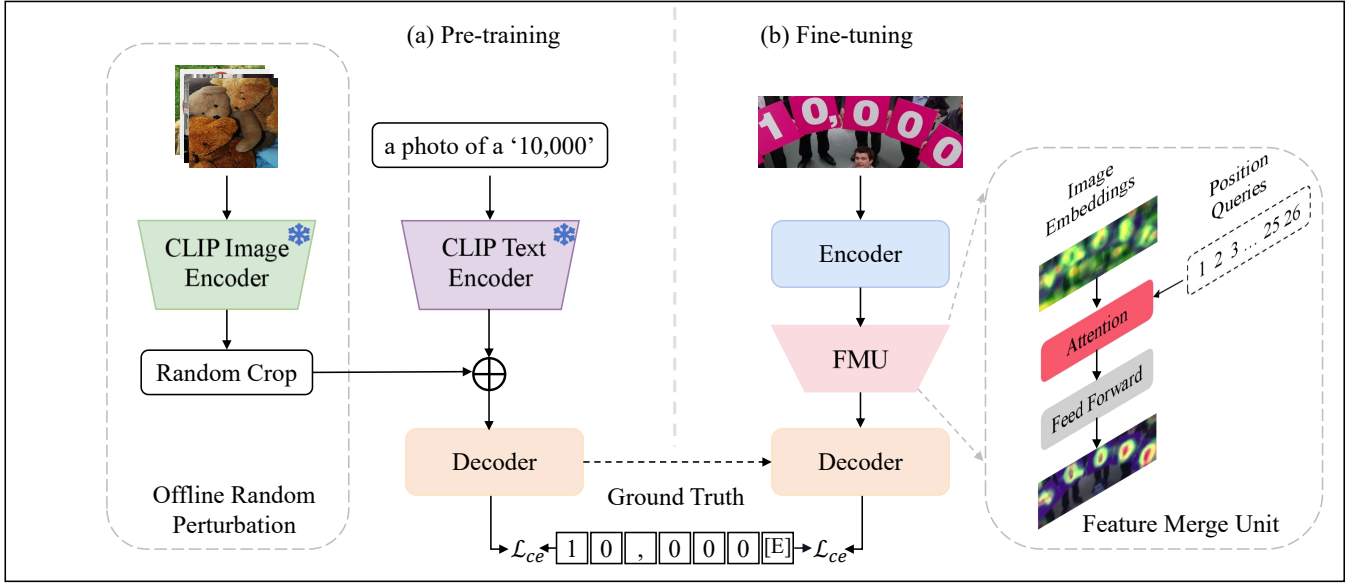 (a) Pre-training
(b) Fine-tuning
a photo of a ‘10,000’
10,000
CLIP Image
Encoder
CLIP Text
Encoder
Encoder
Image
Embeddings
Position
Queries
1 2 3 ... 25 26
Random Crop
FMU
Attention
Feed Forward
Decoder
Decoder
Offline Random
Perturbation
Ground Truth
Feature Merge Unit
ℒce
1 0 , 0 0 0 [E]
ℒce